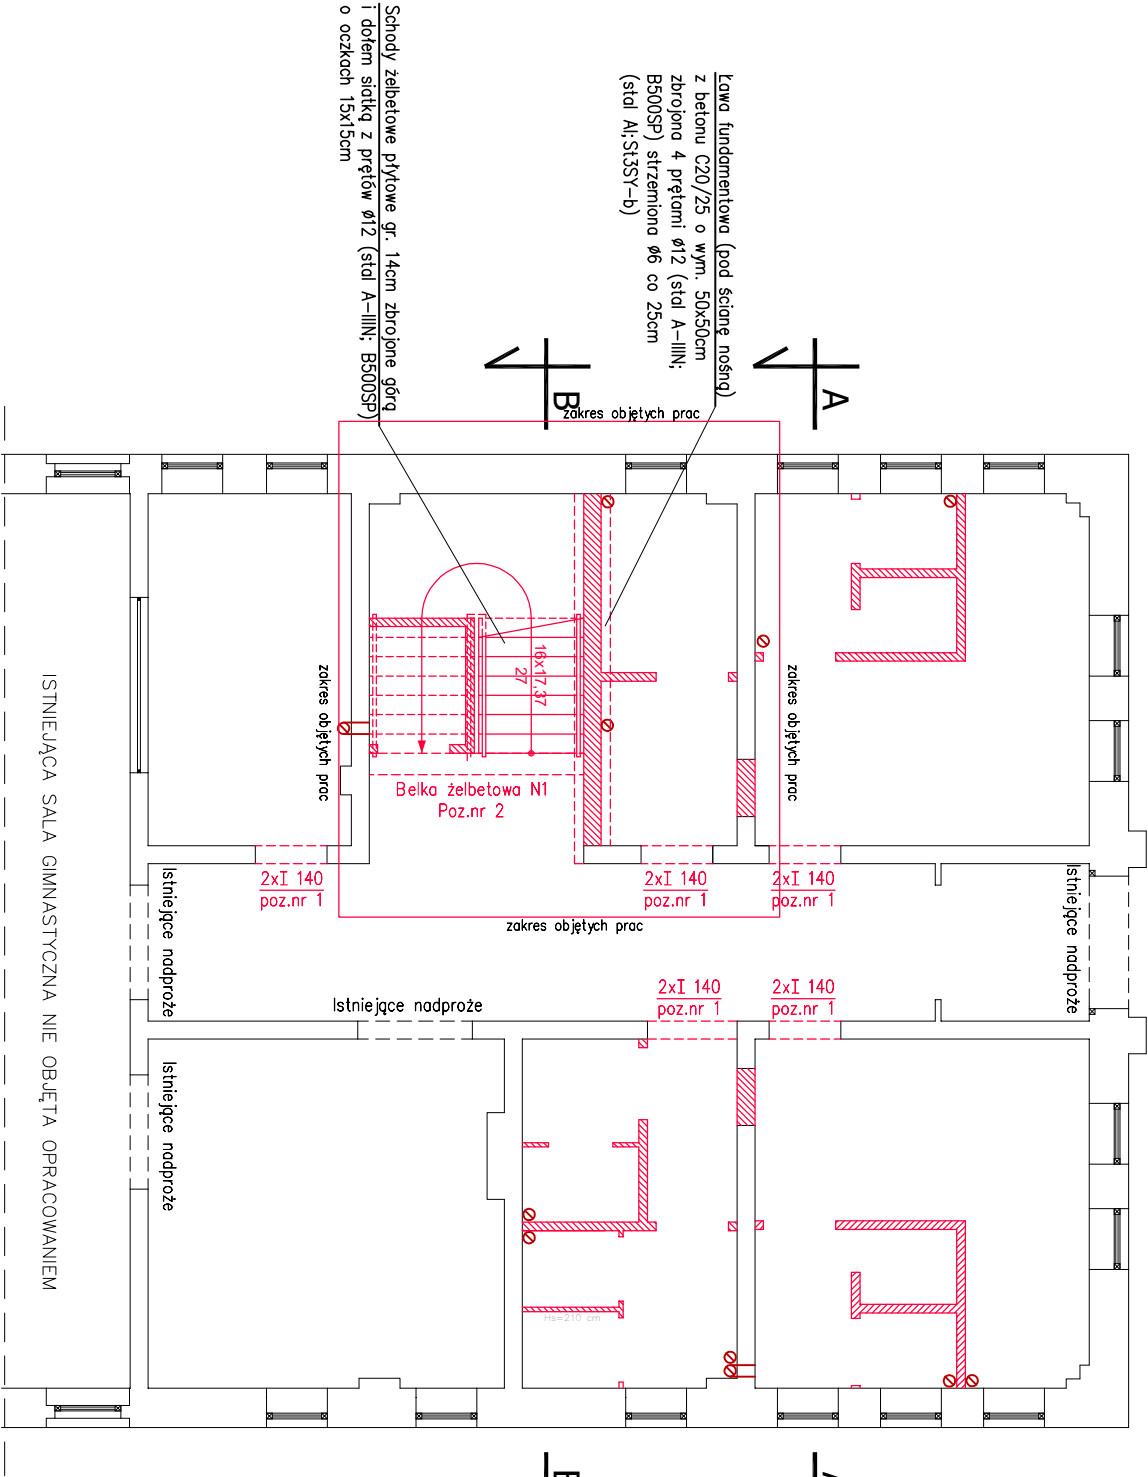 Schody żelbetowe płytowe gr. 14cm zbrojone górą
i dołem siatką z prętów ø12 (stal A-IIIN; B500SP)
o oczkach 15x15cm
Ława fundamentowa (pod ścianę nośną)
z betonu C20/25 o wym. 50x50cm
zbrojona 4 prętami ø12 (stal A-IIIN;
B500SP) strzemiona ø6 co 25cm
(stal AI;St3SY-b)
B
A
zakres objętych prac
16x17,37
27
zakres objętych prac
zakres objętych prac
Belka żelbetowa N1
Poz.nr 2
2xI 140
poz.nr 1
2xI 140
poz.nr 1
2xI 140
poz.nr 1
zakres objętych prac
Istniejące nadproże
Istniejące nadproże
Istniejące nadproże
2xI 140
poz.nr 1
2xI 140
poz.nr 1
Istniejące nadproże
ISTNIEJĄCA SALA GIMNASTYCZNA NIE OBJĘTA OPRACOWANIEM
Hs=210 cm
B
A